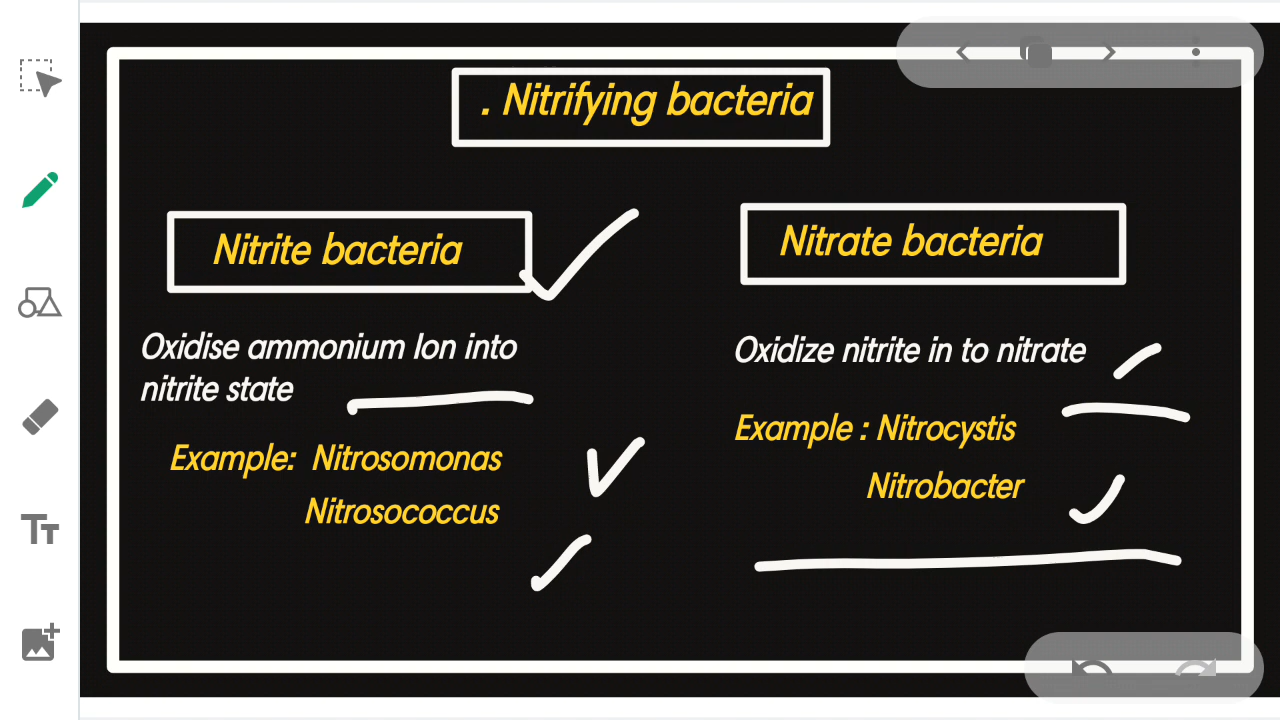 . Nitrifying bacteria
Nitrite bacteria
Oxidise ammonium Ion into
nitrite state
Example: Nitrosomonas
Nitrosococcus
Nitrate bacteria
Oxidize nitrite in to nitrate
Example : Nitrocystis
Nitrobacter
TT